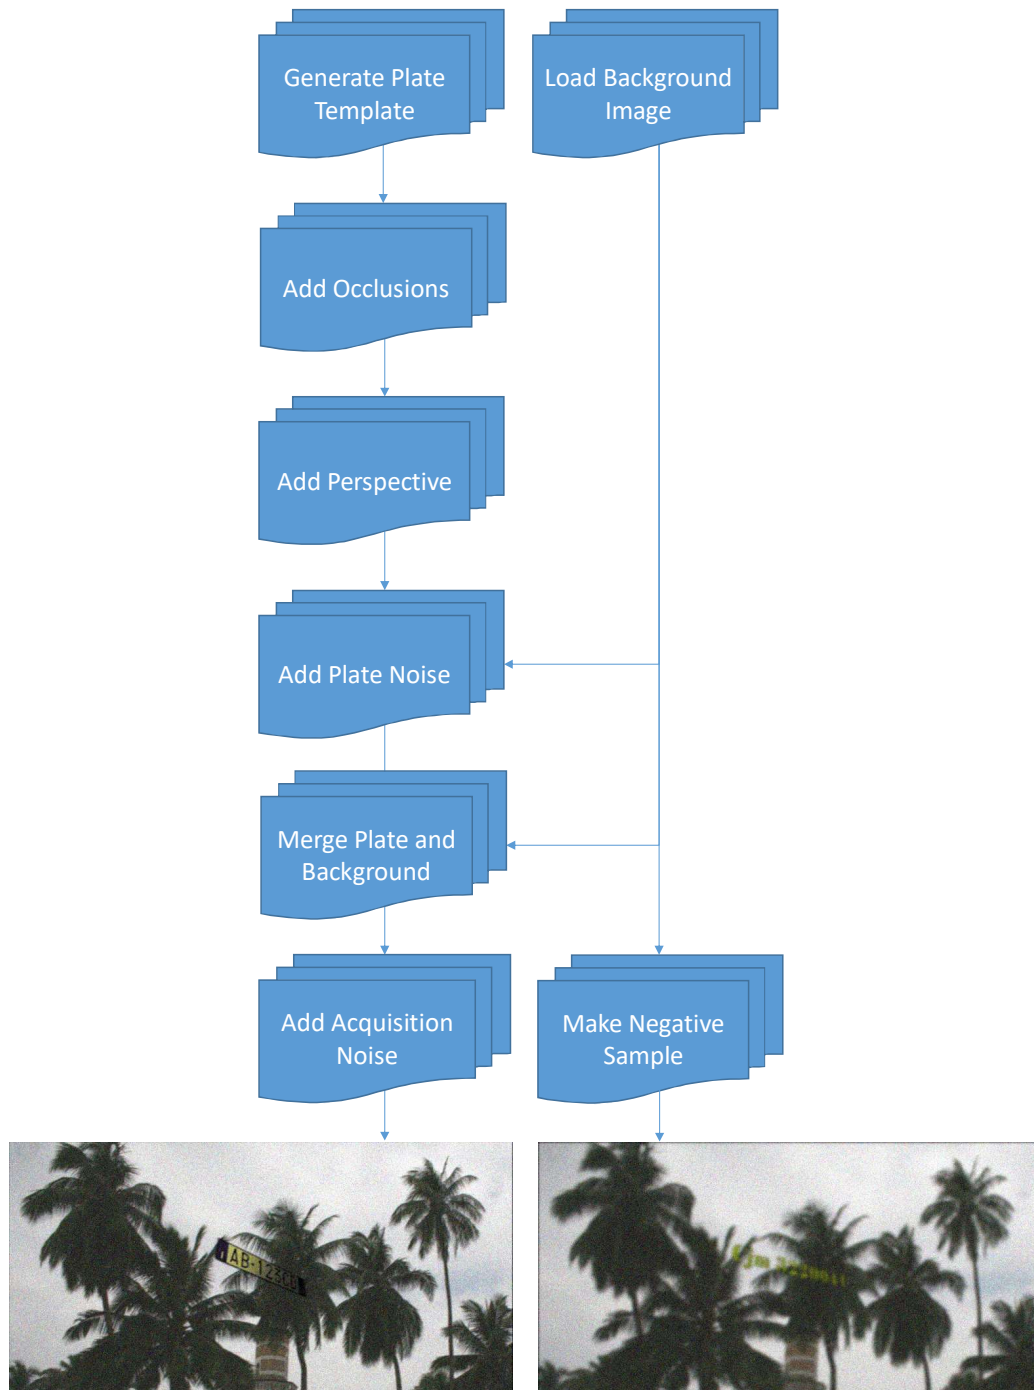 Generate Plate
Template
Load Background
Image
Add Occlusions
Add Perspective
Add Plate Noise
Merge Plate and
Background
Add Acquisition
Noise
Make Negative
Sample
AB-123CD